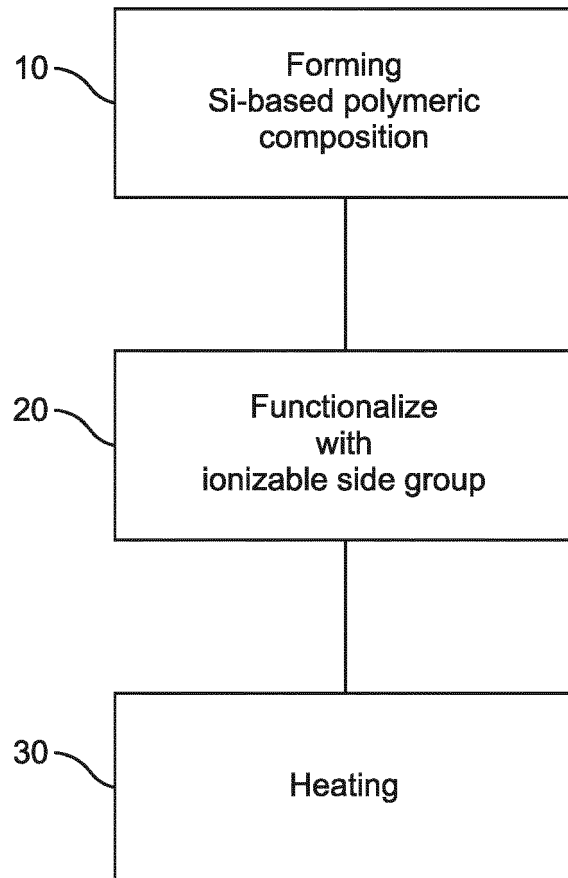 10
Forming
Si-based polymeric
composition
20
Functionalize
with
ionizable side group
30
Heating